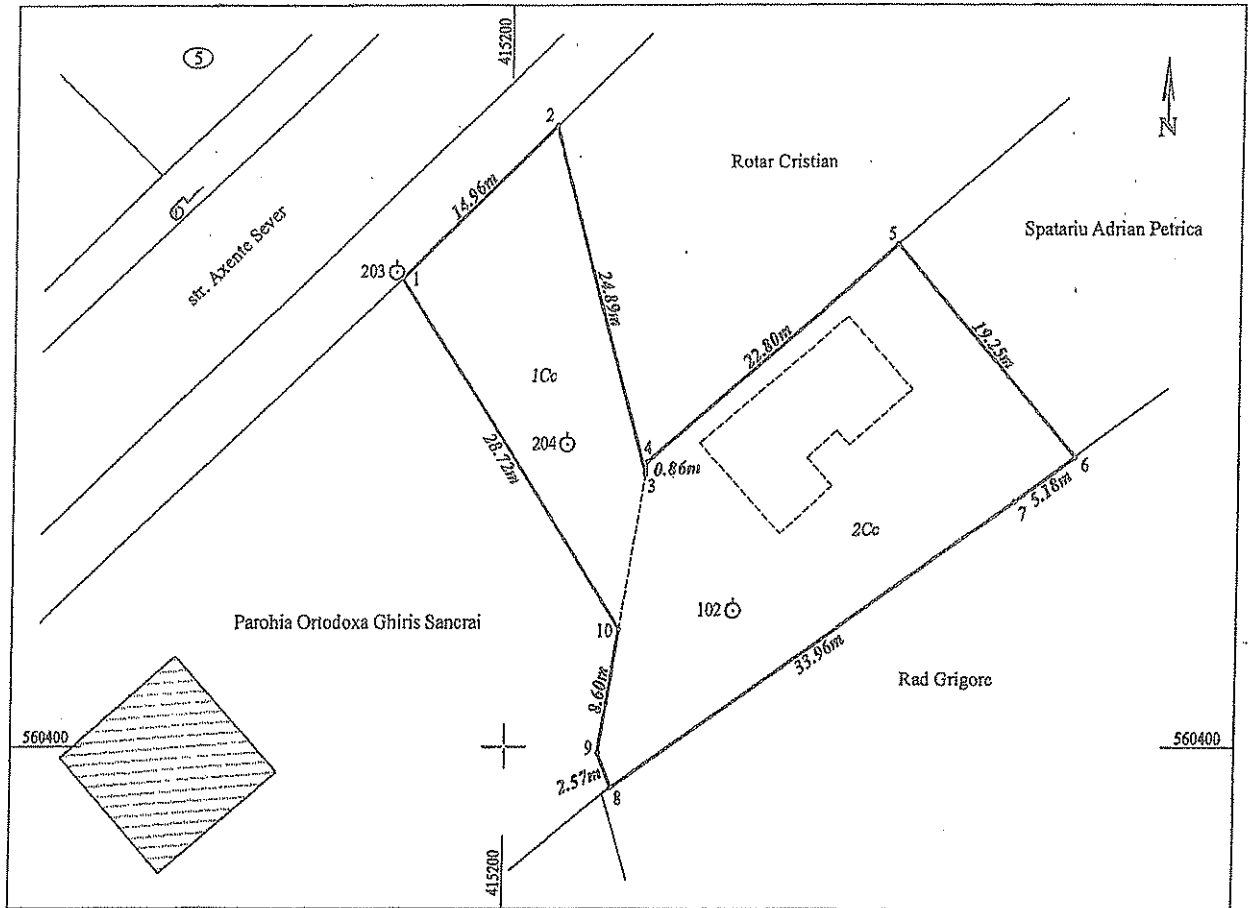 5
415200
2
Rotar Cristian
N
14.96m
str. Axente Sever
5
Spatariu Adrian Petrica
203
1
24.89m
22.80m
19.25m
1Cc
204
28.72m
4
0.86m
3
6
5.18m
7
2Cc
102
Parohia Ortodoxa Ghiris Sancrai
10
33.96m
Rad Grigore
8.60m
560400
9
560400
2.57m
8
415200